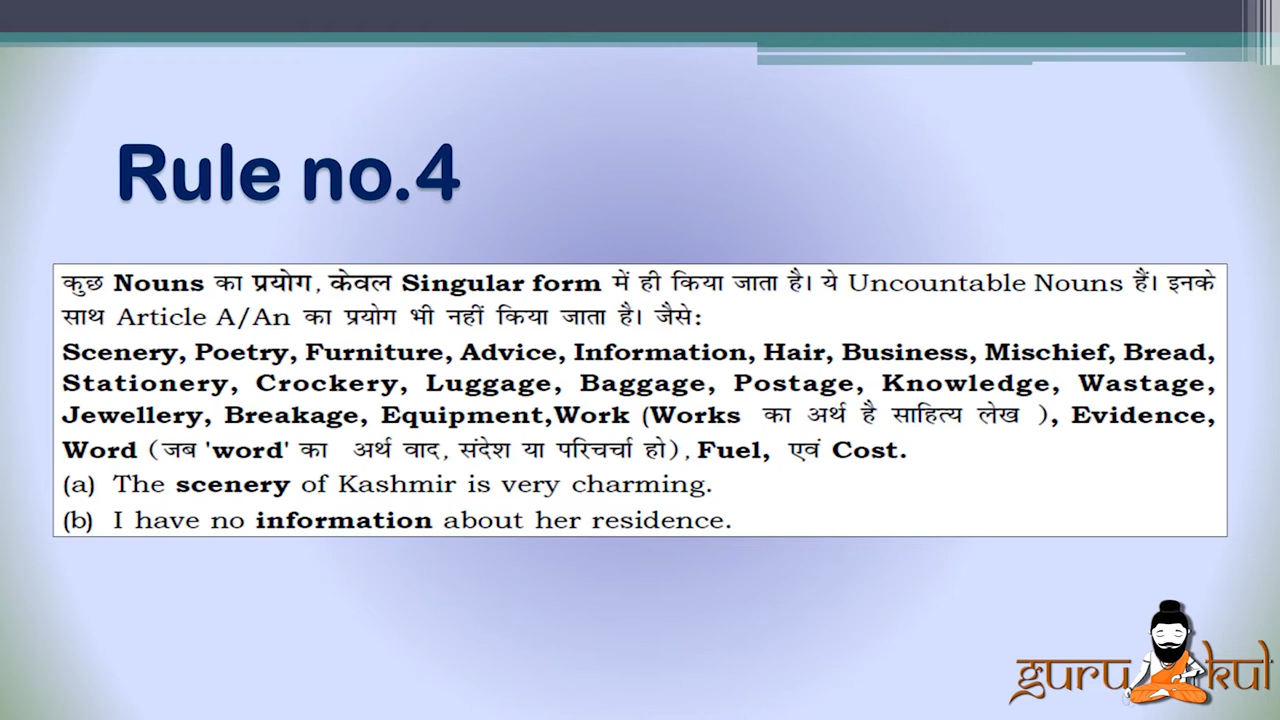 Rule no.4
कुछ Nouns का प्रयोग, केवल Singular form में ही किया जाता है। ये Uncountable Nouns हैं। इनके
साथ Article A/An का प्रयोग भी नहीं किया जाता है। जैसे:
Scenery, Poetry, Furniture, Advice, Information, Hair, Business, Mischief, Bread,
Stationery, Crockery, Luggage, Baggage, Postage, Knowledge, Wastage,
Jewellery, Breakage, Equipment,Work (Works का अर्थ है साहित्य लेख ), Evidence,
Word (जब 'word' का अर्थ वाद, संदेश या परिचर्चा हो), Fuel, एवं Cost.
(a) The scenery of Kashmir is very charming.
(b) I have no information about her residence.
guru kul